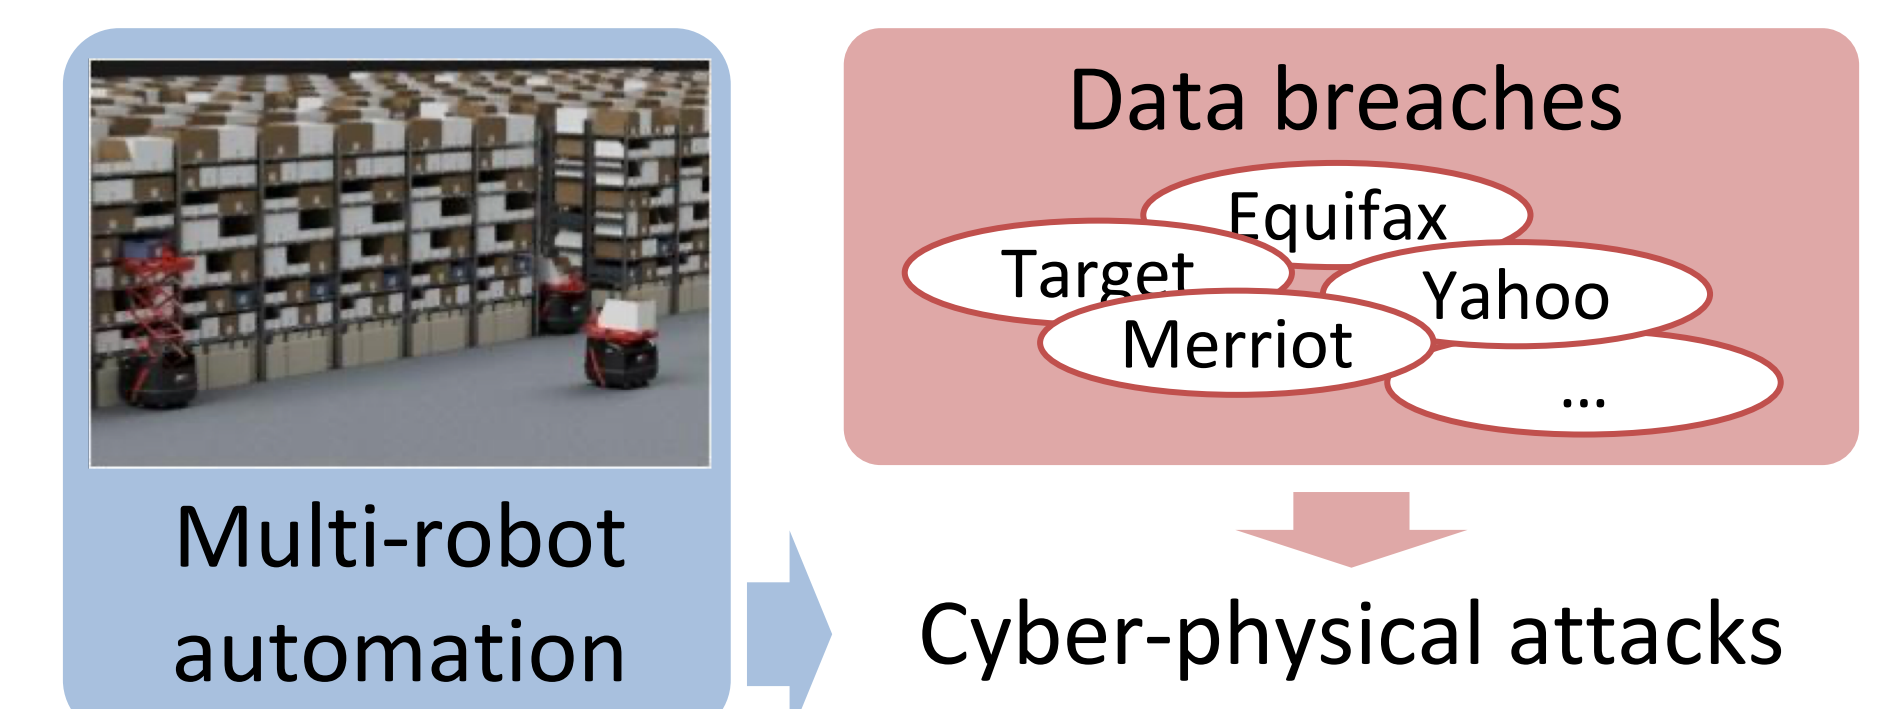 Multi-robot
automation
Data breaches
Equifax
Target
Yahoo
Merriot
...
Cyber-physical attacks